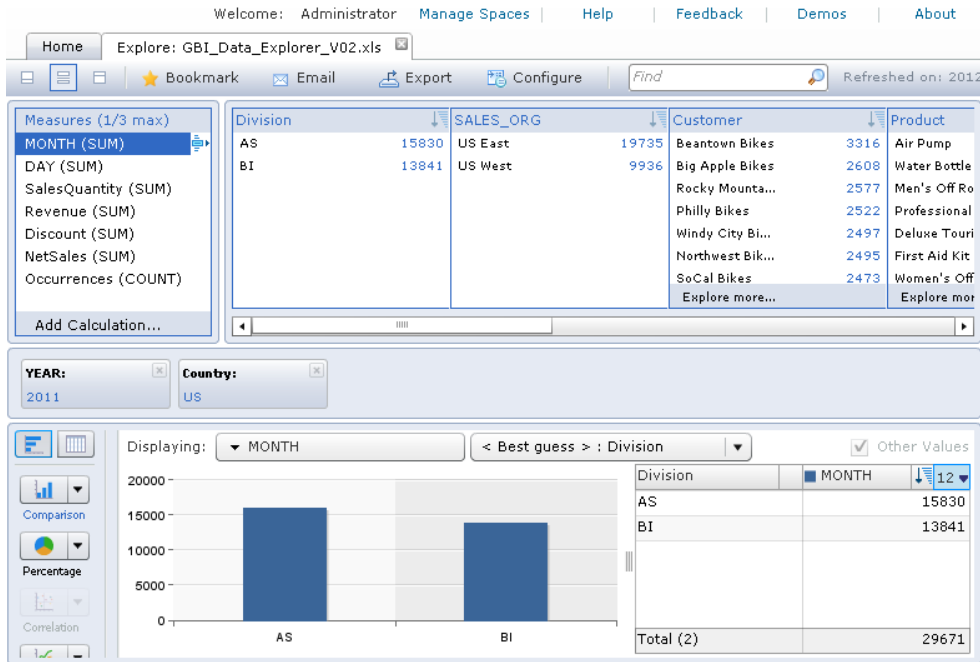 Welcome: Administrator Manage Spaces | Help | Feedback | Demos | About
Home Explore: GBI_Data_Explorer_V02.xls
Bookmark Email Export Configure Find Refreshed on: 2012
Measures (1/3 max)
MONTH (SUM)
DAY (SUM)
SalesQuantity (SUM)
Revenue (SUM)
Discount (SUM)
NetSales (SUM)
Occurrences (COUNT)
Add Calculation...
Division
AS 15830
BI 13841
SALES_ORG
US East 19735
US West 9936
Customer
Beantown Bikes 3316
Big Apple Bikes 2608
Rocky Mounta... 2577
Philly Bikes 2522
Windy City Bi... 2497
Northwest Bik... 2495
SoCal Bikes 2473
Explore more...
Product
Air Pump
Water Bottle
Men's Off Ro
Professional
Deluxe Touri
First Aid Kit
Women's Off
Explore mor
YEAR:
2011
Country:
US
Comparison
Percentage
Correlation
Displaying: MONTH < Best guess > : Division Other Values
20000
15000
10000
5000
0
AS BI
Division MONTH 12
AS 15830
BI 13841
Total (2) 29671